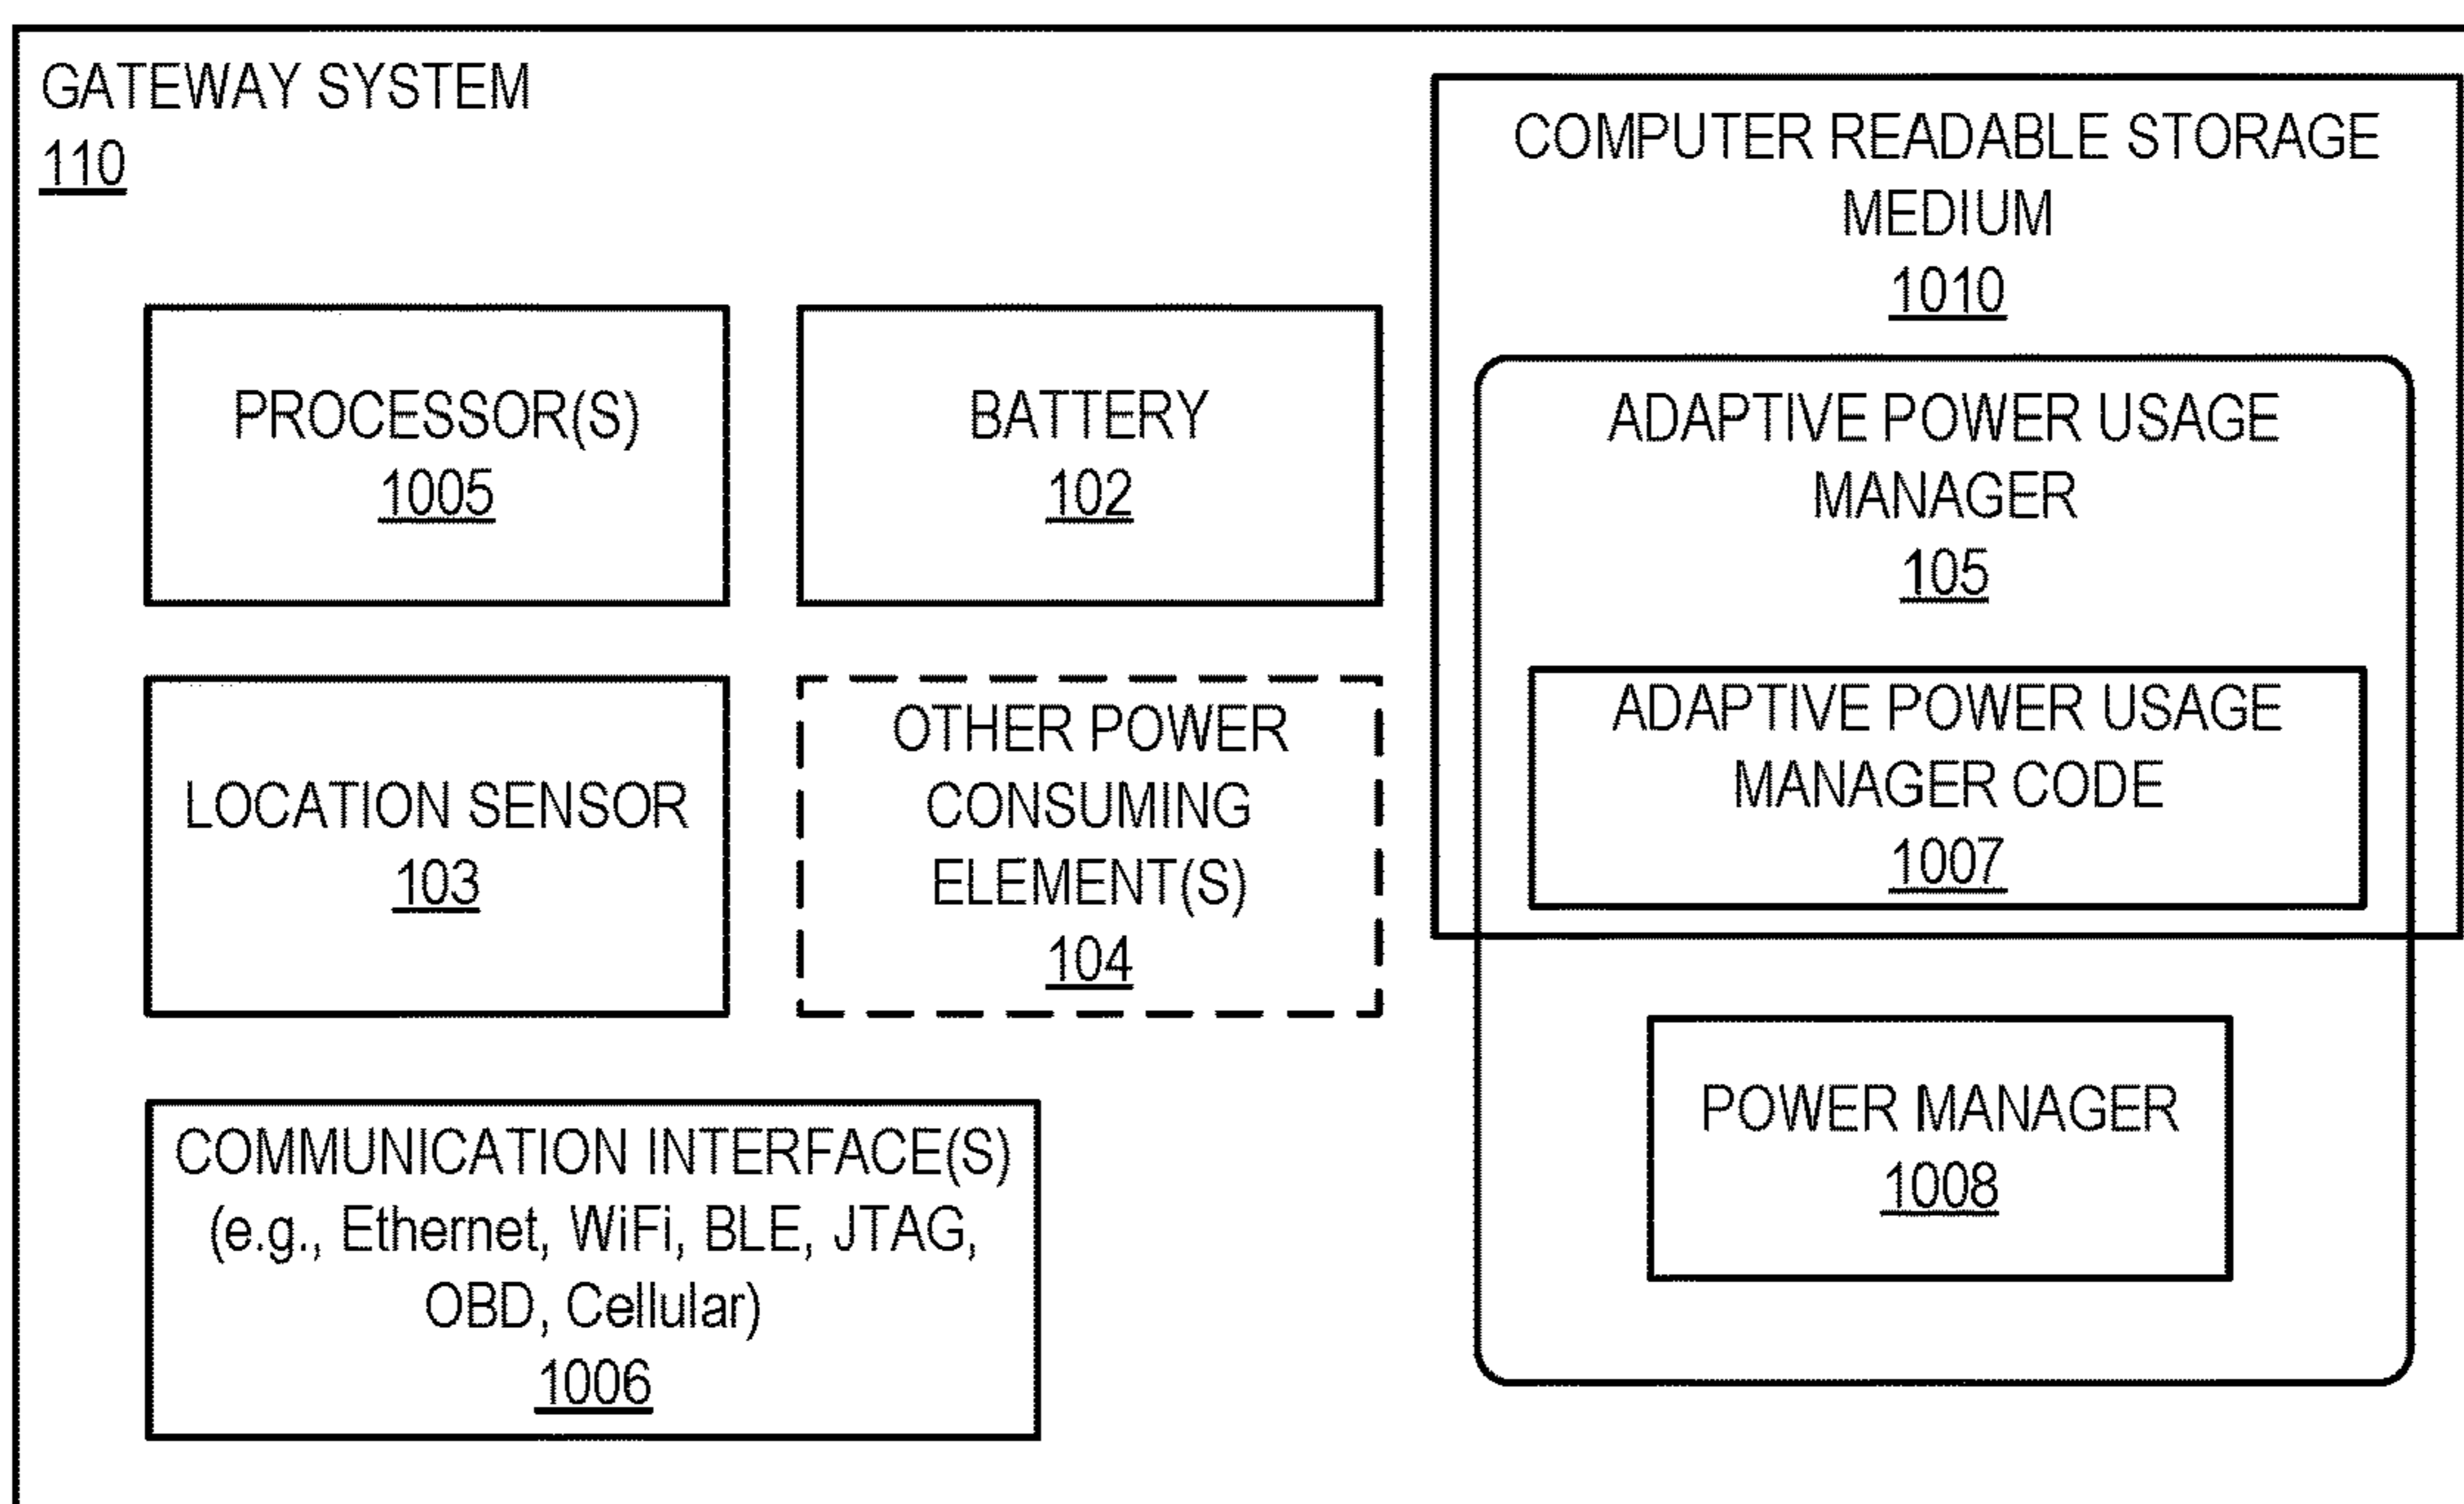 GATEWAY SYSTEM
110
PROCESSOR(S)
1005
BATTERY
102
LOCATION SENSOR
103
OTHER POWER
CONSUMING
ELEMENT(S)
104
COMMUNICATION INTERFACE(S)
(e.g., Ethernet, WiFi, BLE, JTAG,
OBD, Cellular)
1006
COMPUTER READABLE STORAGE
MEDIUM
1010
ADAPTIVE POWER USAGE
MANAGER
105
ADAPTIVE POWER USAGE
MANAGER CODE
1007
POWER MANAGER
1008